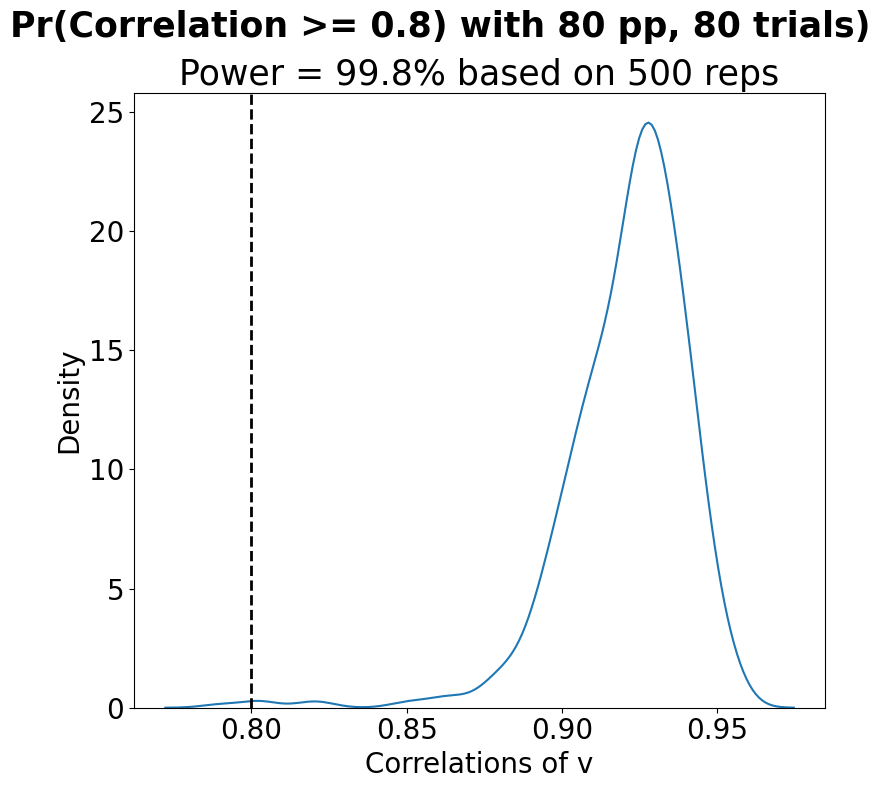 Pr(Correlation >= 0.8) with 80 pp, 80 trials)
Power = 99.8% based on 500 reps
25
20
15
10
5
0
Density
0.80 0.85 0.90 0.95
Correlations of v